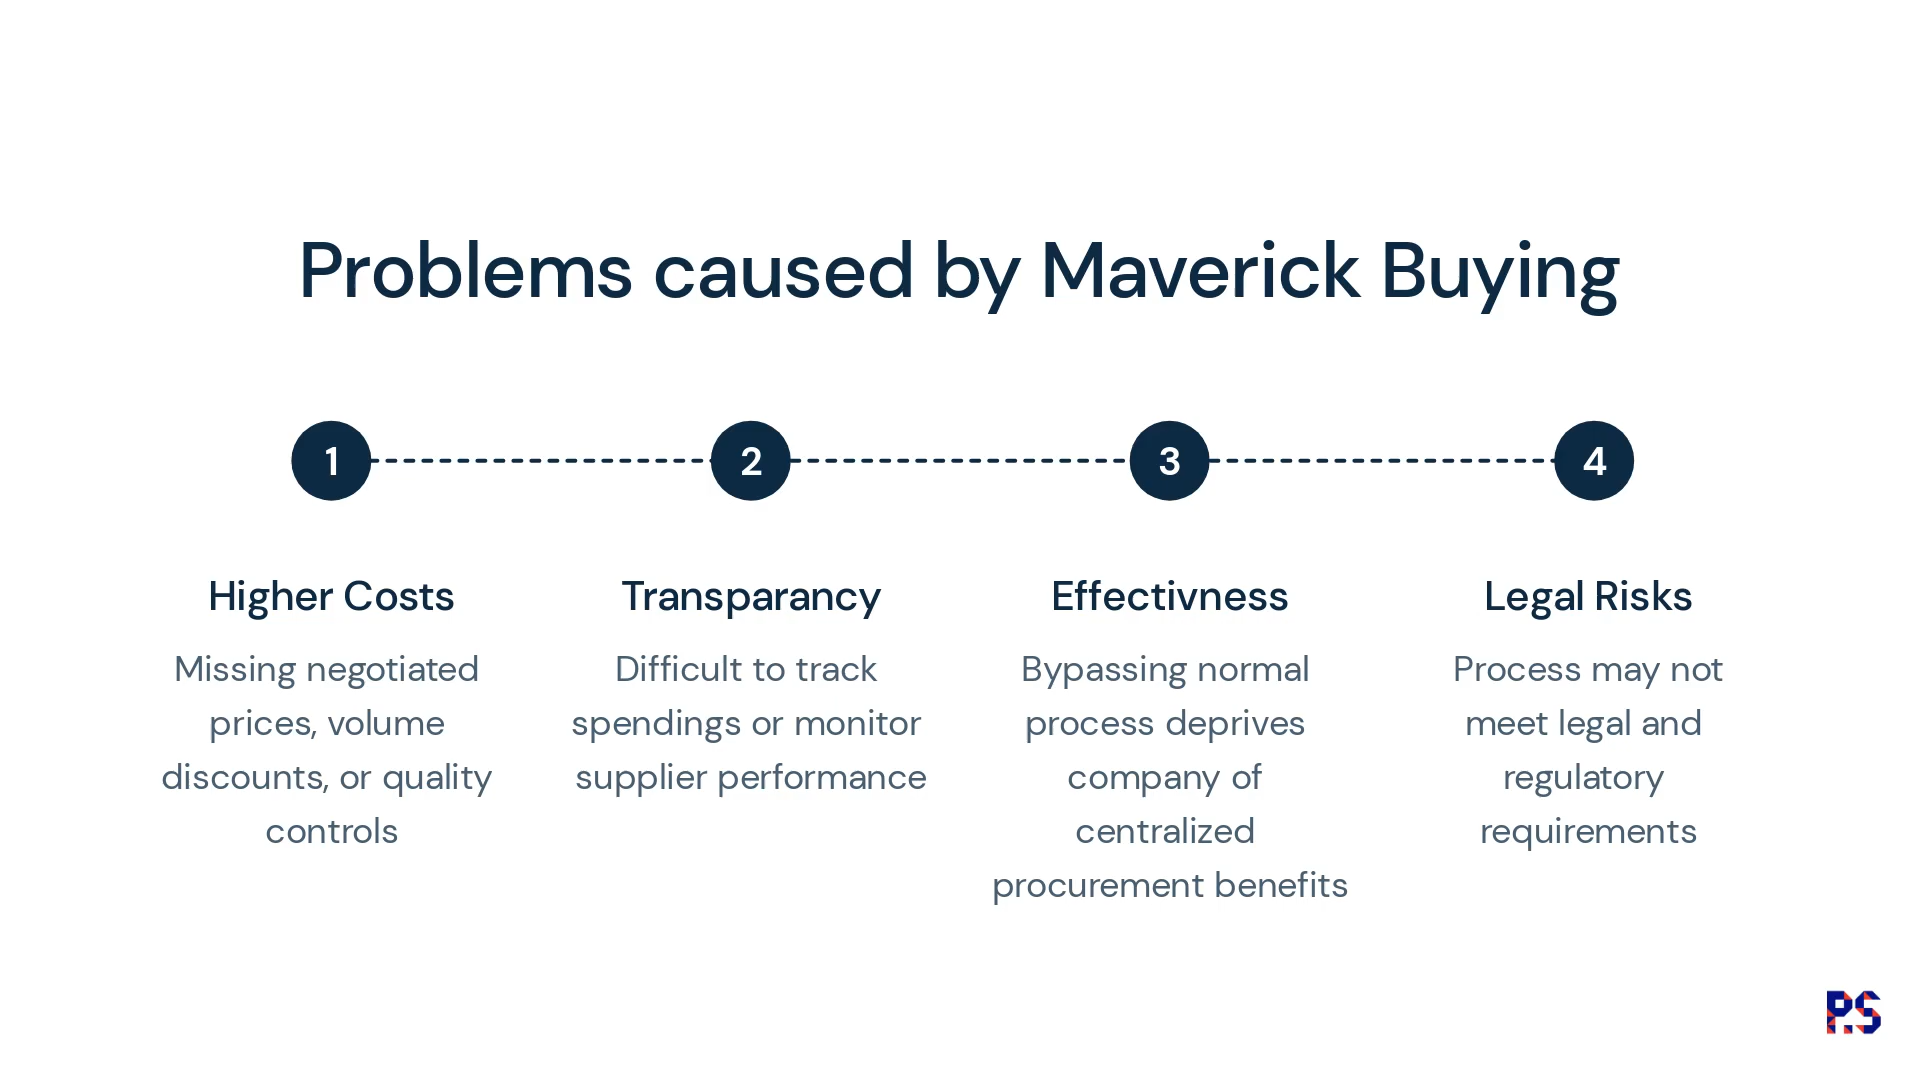 Problems caused by Maverick Buying
1
2
3
4
Higher Costs
Missing negotiated
prices, volume
discounts, or quality
controls
Transparancy
Difficult to track
spendings or monitor
supplier performance
Effectivness
Bypassing normal
process deprives
company of
centralized
procurement benefits
Legal Risks
Process may not
meet legal and
regulatory
requirements
P.S